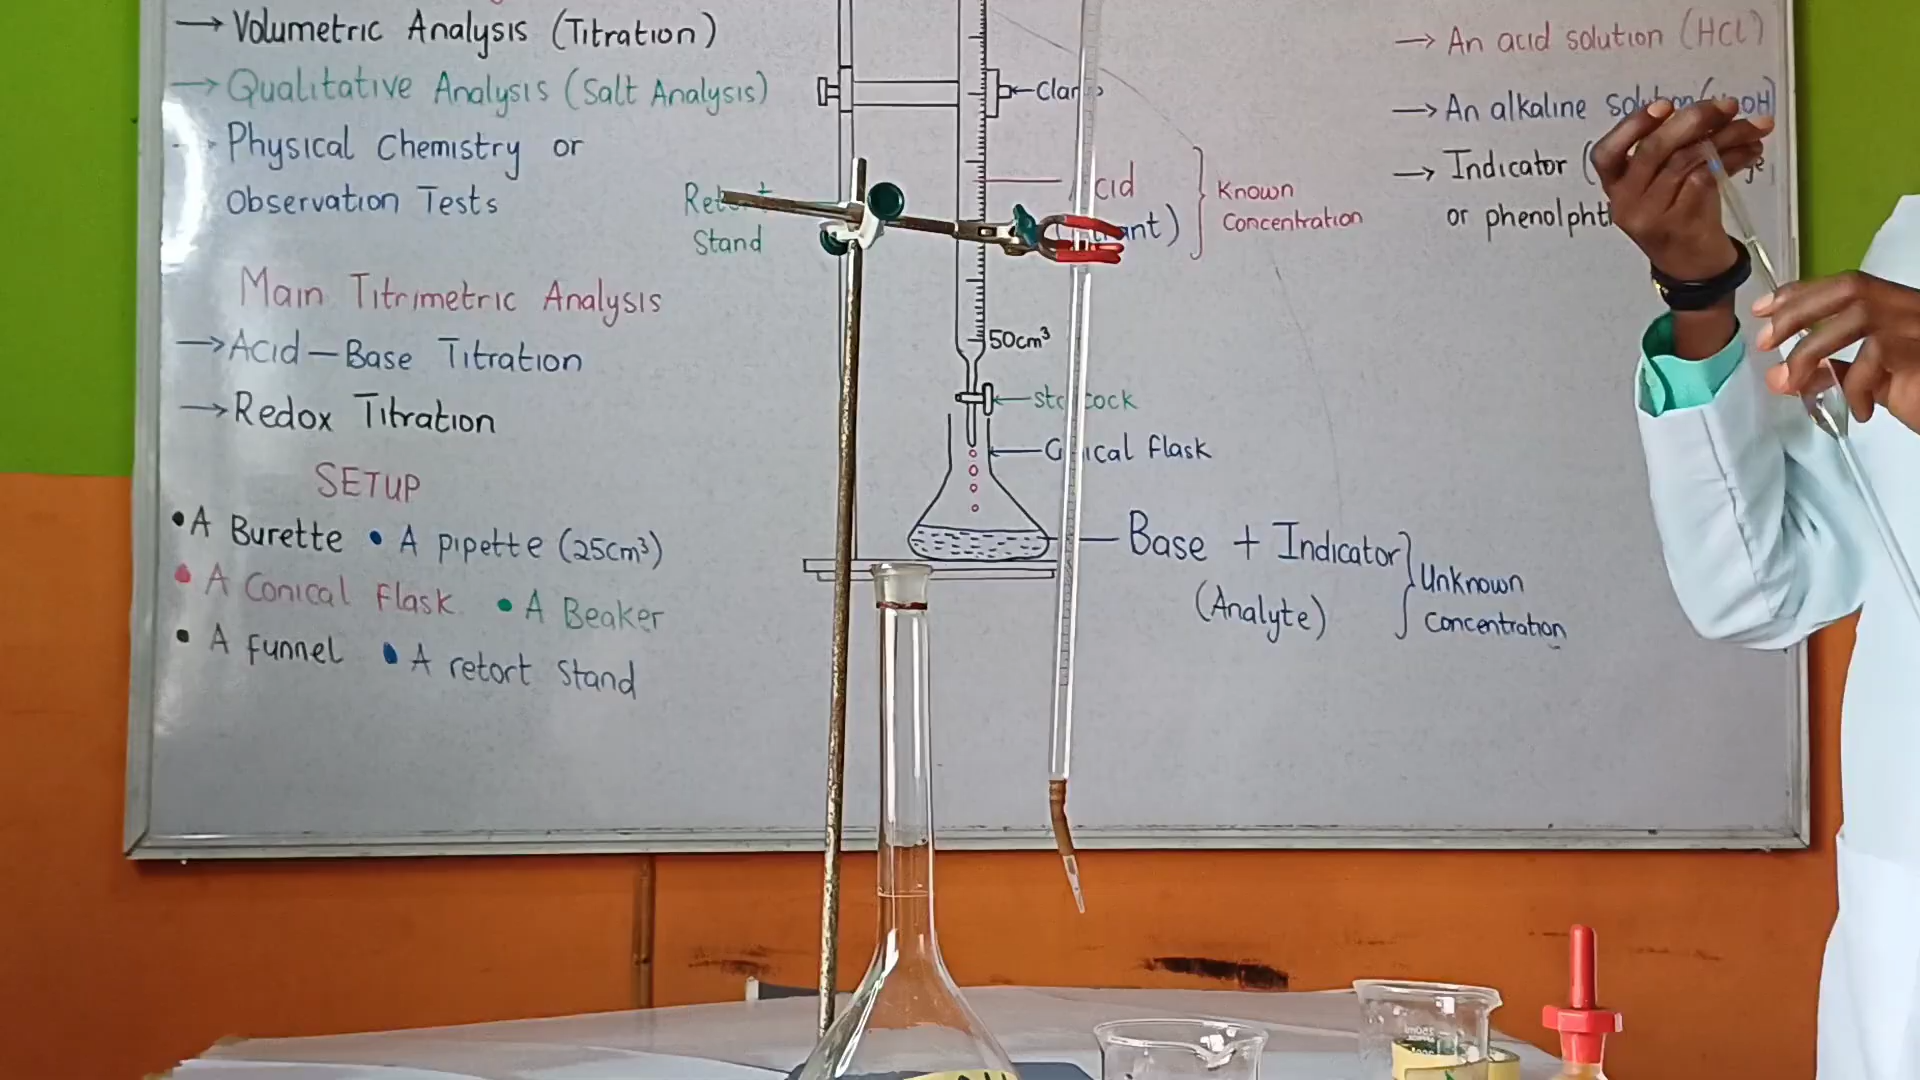 → Volumetric Analysis (Titration)
→ Qualitative Analysis (Salt Analysis)
→ Physical Chemistry or
Observation Tests
Main Titrimetric Analysis
→ Acid – Base Titration
→ Redox Titration
SETUP
• A Burette • A pipette (25cm³)
• A Conical flask • A Beaker
• A funnel • A retort stand
Stand
50cm³
flask
Known
Concentration
Base + Indicator
(Analyte)
Unknown
Concentration
→ An acid solution (HCl)
→ An alkaline
→ Indicator
or